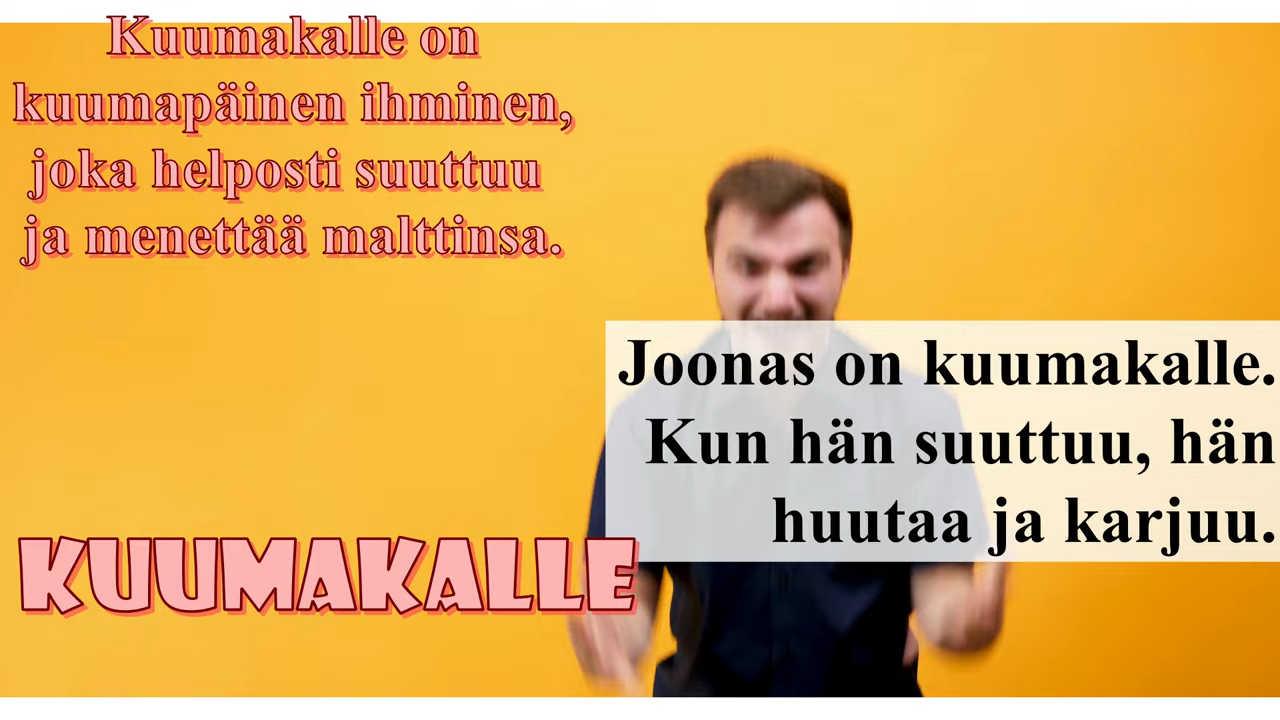 Kuumakalle on
kuumapäinen ihminen,
joka helposti suuttuu
ja menettää malttinsa.
Joonas on kuumakalle.
Kun hän suuttuu, hän
huutaa ja karjuu.
KUUMAKALLE